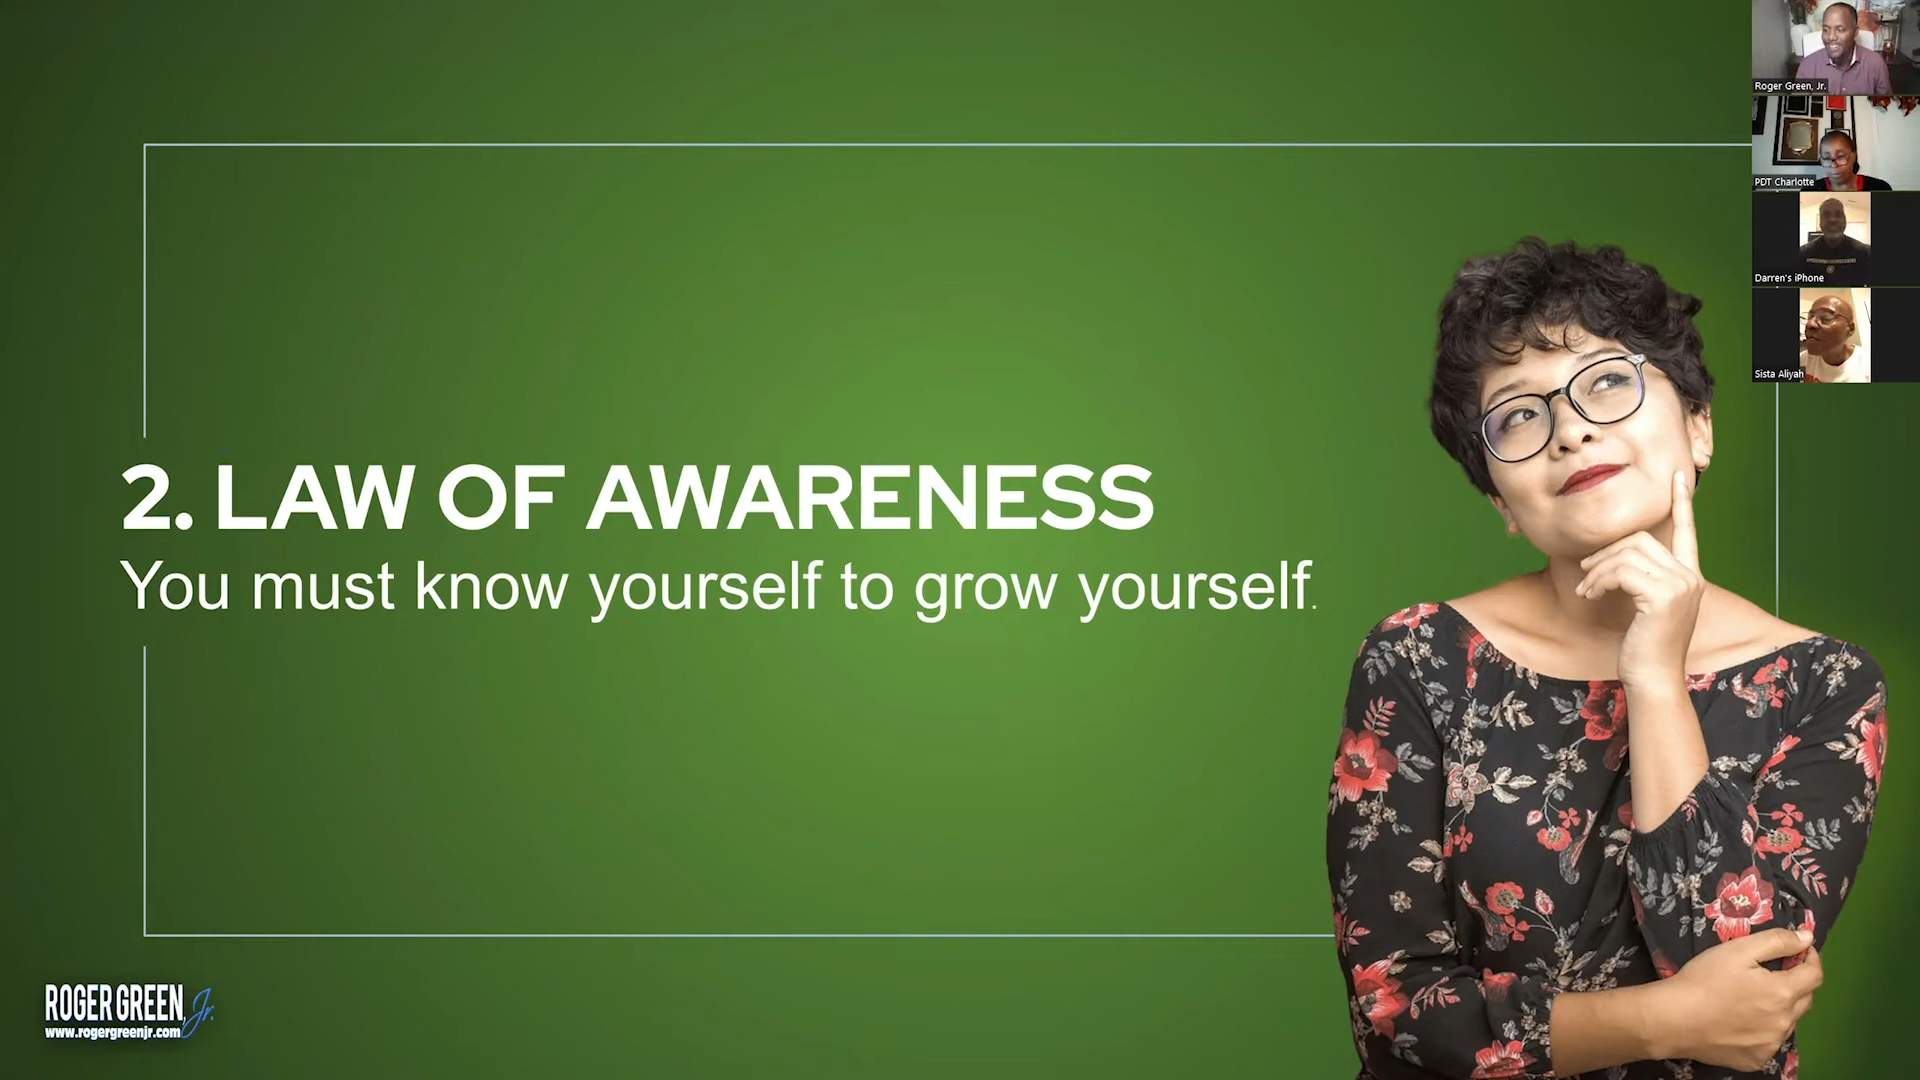 2. LAW OF AWARENESS
You must know yourself to grow yourself.
Roger Green, Jr.
PDT Charlotte
Darren's iPhone
Sista Aliyah
ROGER GREEN, Jr.
www.rogergreenjr.com